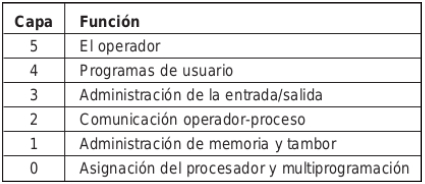 Capa Función
5 El operador
4 Programas de usuario
3 Administración de la entrada/salida
2 Comunicación operador-proceso
1 Administración de memoria y tambor
0 Asignación del procesador y multiprogramación